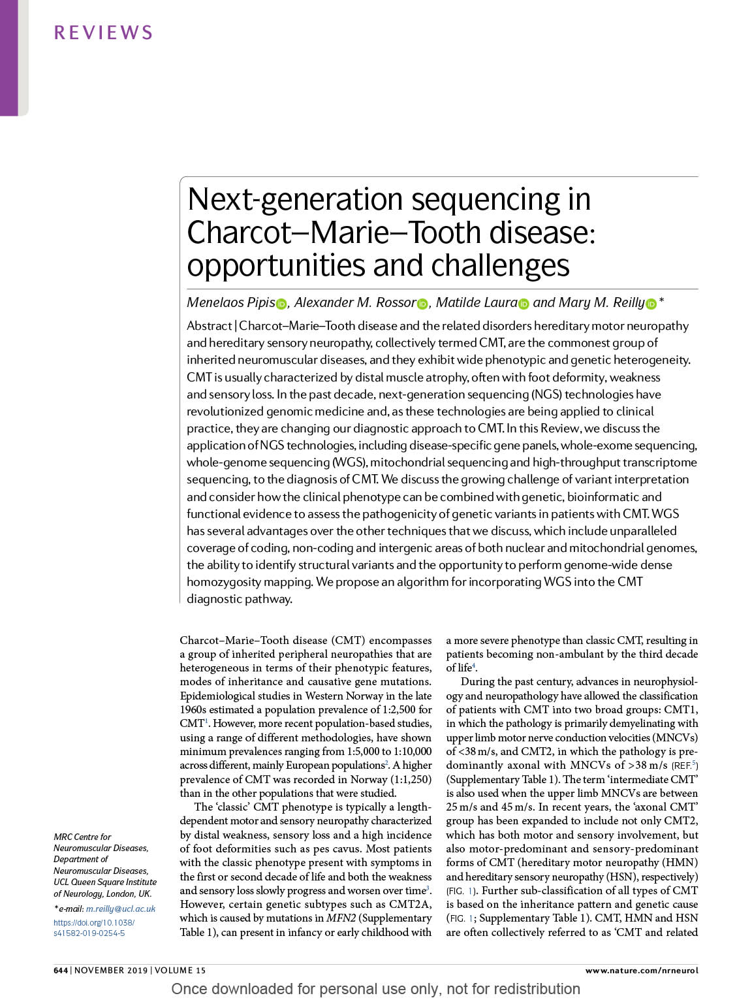 REVIEWS
Next-generation sequencing in
Charcot–Marie–Tooth disease:
opportunities and challenges
Menelaos Pipis iD, Alexander M. Rossor iD, Matilde Laura iD and Mary M. Reilly iD *
Abstract | Charcot–Marie–Tooth disease and the related disorders hereditary motor neuropathy
and hereditary sensory neuropathy, collectively termed CMT, are the commonest group of
inherited neuromuscular diseases, and they exhibit wide phenotypic and genetic heterogeneity.
CMT is usually characterized by distal muscle atrophy, often with foot deformity, weakness
and sensory loss. In the past decade, next-generation sequencing (NGS) technologies have
revolutionized genomic medicine and, as these technologies are being applied to clinical
practice, they are changing our diagnostic approach to CMT. In this Review, we discuss the
application of NGS technologies, including disease-specific gene panels, whole-exome sequencing,
whole-genome sequencing (WGS), mitochondrial sequencing and high-throughput transcriptome
sequencing, to the diagnosis of CMT. We discuss the growing challenge of variant interpretation
and consider how the clinical phenotype can be combined with genetic, bioinformatic and
functional evidence to assess the pathogenicity of genetic variants in patients with CMT. WGS
has several advantages over the other techniques that we discuss, which include unparalleled
coverage of coding, non-coding and intergenic areas of both nuclear and mitochondrial genomes,
the ability to identify structural variants and the opportunity to perform genome-wide dense
homozygosity mapping. We propose an algorithm for incorporating WGS into the CMT
diagnostic pathway.
Charcot–Marie–Tooth disease (CMT) encompasses
a group of inherited peripheral neuropathies that are
heterogeneous in terms of their phenotypic features,
modes of inheritance and causative gene mutations.
Epidemiological studies in Western Norway in the late
1960s estimated a population prevalence of 1:2,500 for
CMT1. However, more recent population-based studies,
using a range of different methodologies, have shown
minimum prevalences ranging from 1:5,000 to 1:10,000
across different, mainly European populations2. A higher
prevalence of CMT was recorded in Norway (1:1,250)
than in the other populations that were studied.
The ‘classic’ CMT phenotype is typically a length-
dependent motor and sensory neuropathy characterized
by distal weakness, sensory loss and a high incidence
of foot deformities such as pes cavus. Most patients
with the classic phenotype present with symptoms in
the first or second decade of life and both the weakness
and sensory loss slowly progress and worsen over time3.
However, certain genetic subtypes such as CMT2A,
which is caused by mutations in MFN2 (Supplementary
Table 1), can present in infancy or early childhood with
a more severe phenotype than classic CMT, resulting in
patients becoming non-ambulant by the third decade
of life4.
During the past century, advances in neurophysiol-
ogy and neuropathology have allowed the classification
of patients with CMT into two broad groups: CMT1,
in which the pathology is primarily demyelinating with
upper limb motor nerve conduction velocities (MNCVs)
of <38 m/s, and CMT2, in which the pathology is pre-
dominantly axonal with MNCVs of >38 m/s (REF.5)
(Supplementary Table 1). The term ‘intermediate CMT’
is also used when the upper limb MNCVs are between
25 m/s and 45 m/s. In recent years, the ‘axonal CMT’
group has been expanded to include not only CMT2,
which has both motor and sensory involvement, but
also motor-predominant and sensory-predominant
forms of CMT (hereditary motor neuropathy (HMN)
and hereditary sensory neuropathy (HSN), respectively)
(FIG. 1). Further sub-classification of all types of CMT
is based on the inheritance pattern and genetic cause
(FIG. 1; Supplementary Table 1). CMT, HMN and HSN
are often collectively referred to as ‘CMT and related
MRC Centre for
Neuromuscular Diseases,
Department of
Neuromuscular Diseases,
UCL Queen Square Institute
of Neurology, London, UK.
*e-mail: m.reilly@ucl.ac.uk
https://doi.org/10.1038/
s41582-019-0254-5
644 | NOVEMBER 2019 | VOLUME 15
www.nature.com/nrneurol
Once downloaded for personal use only, not for redistribution